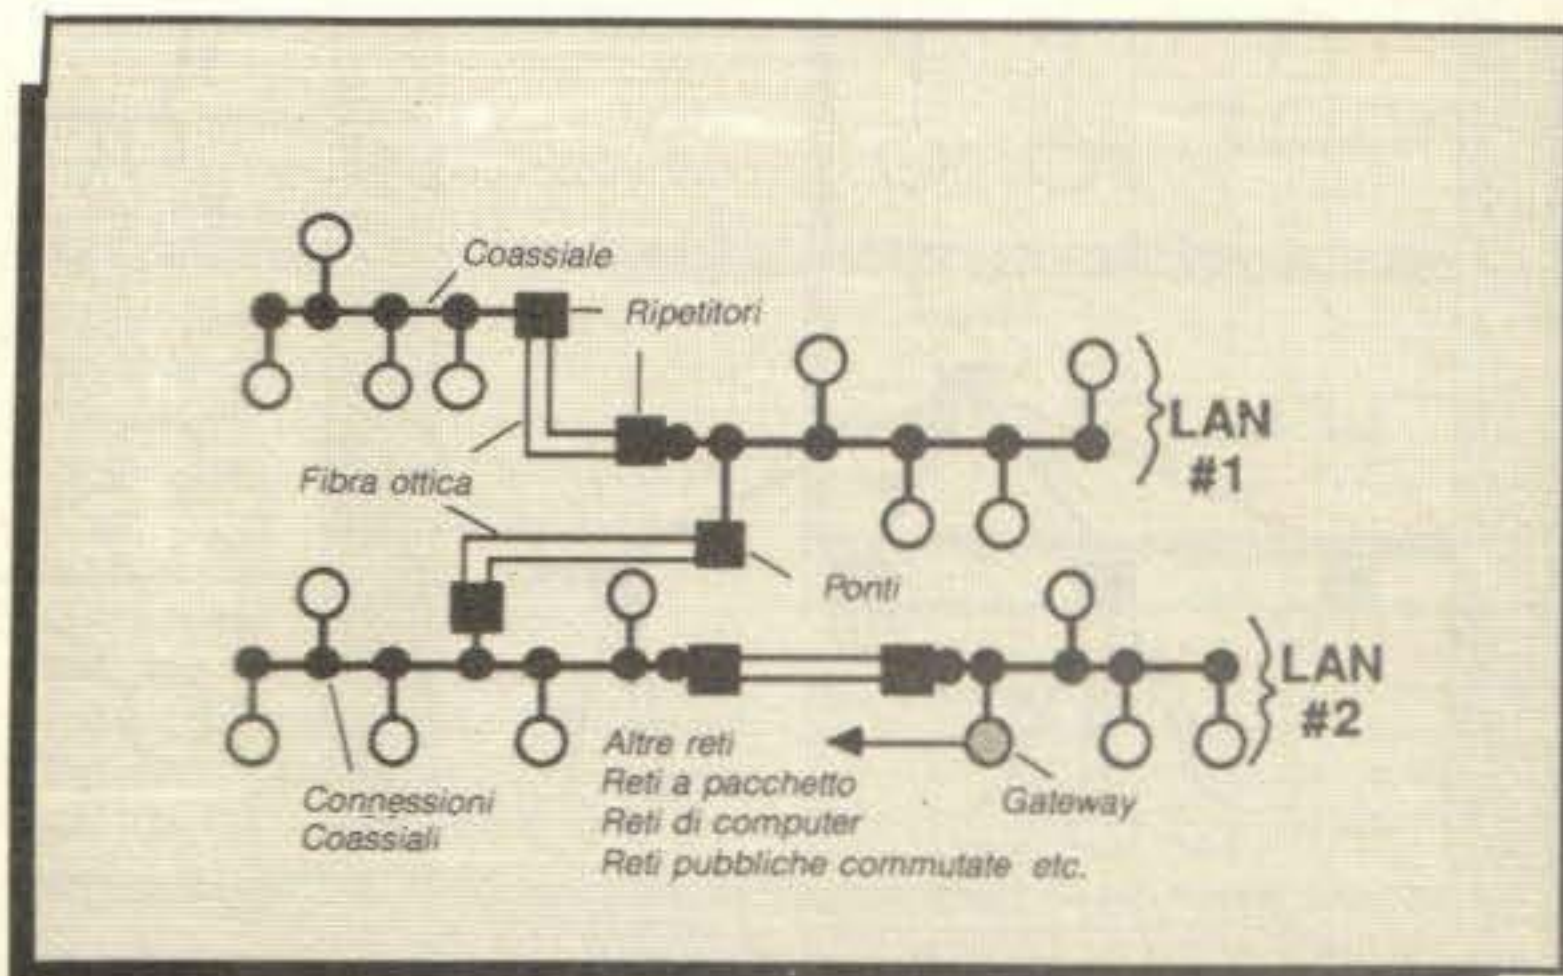 Coassiale
Ripetitori
LAN
#1
Fibra ottica
Ponti
LAN
#2
Altre reti
Reti a pacchetto
Reti di computer
Reti pubbliche commutate etc.
Connessioni
Coassiali
Gateway